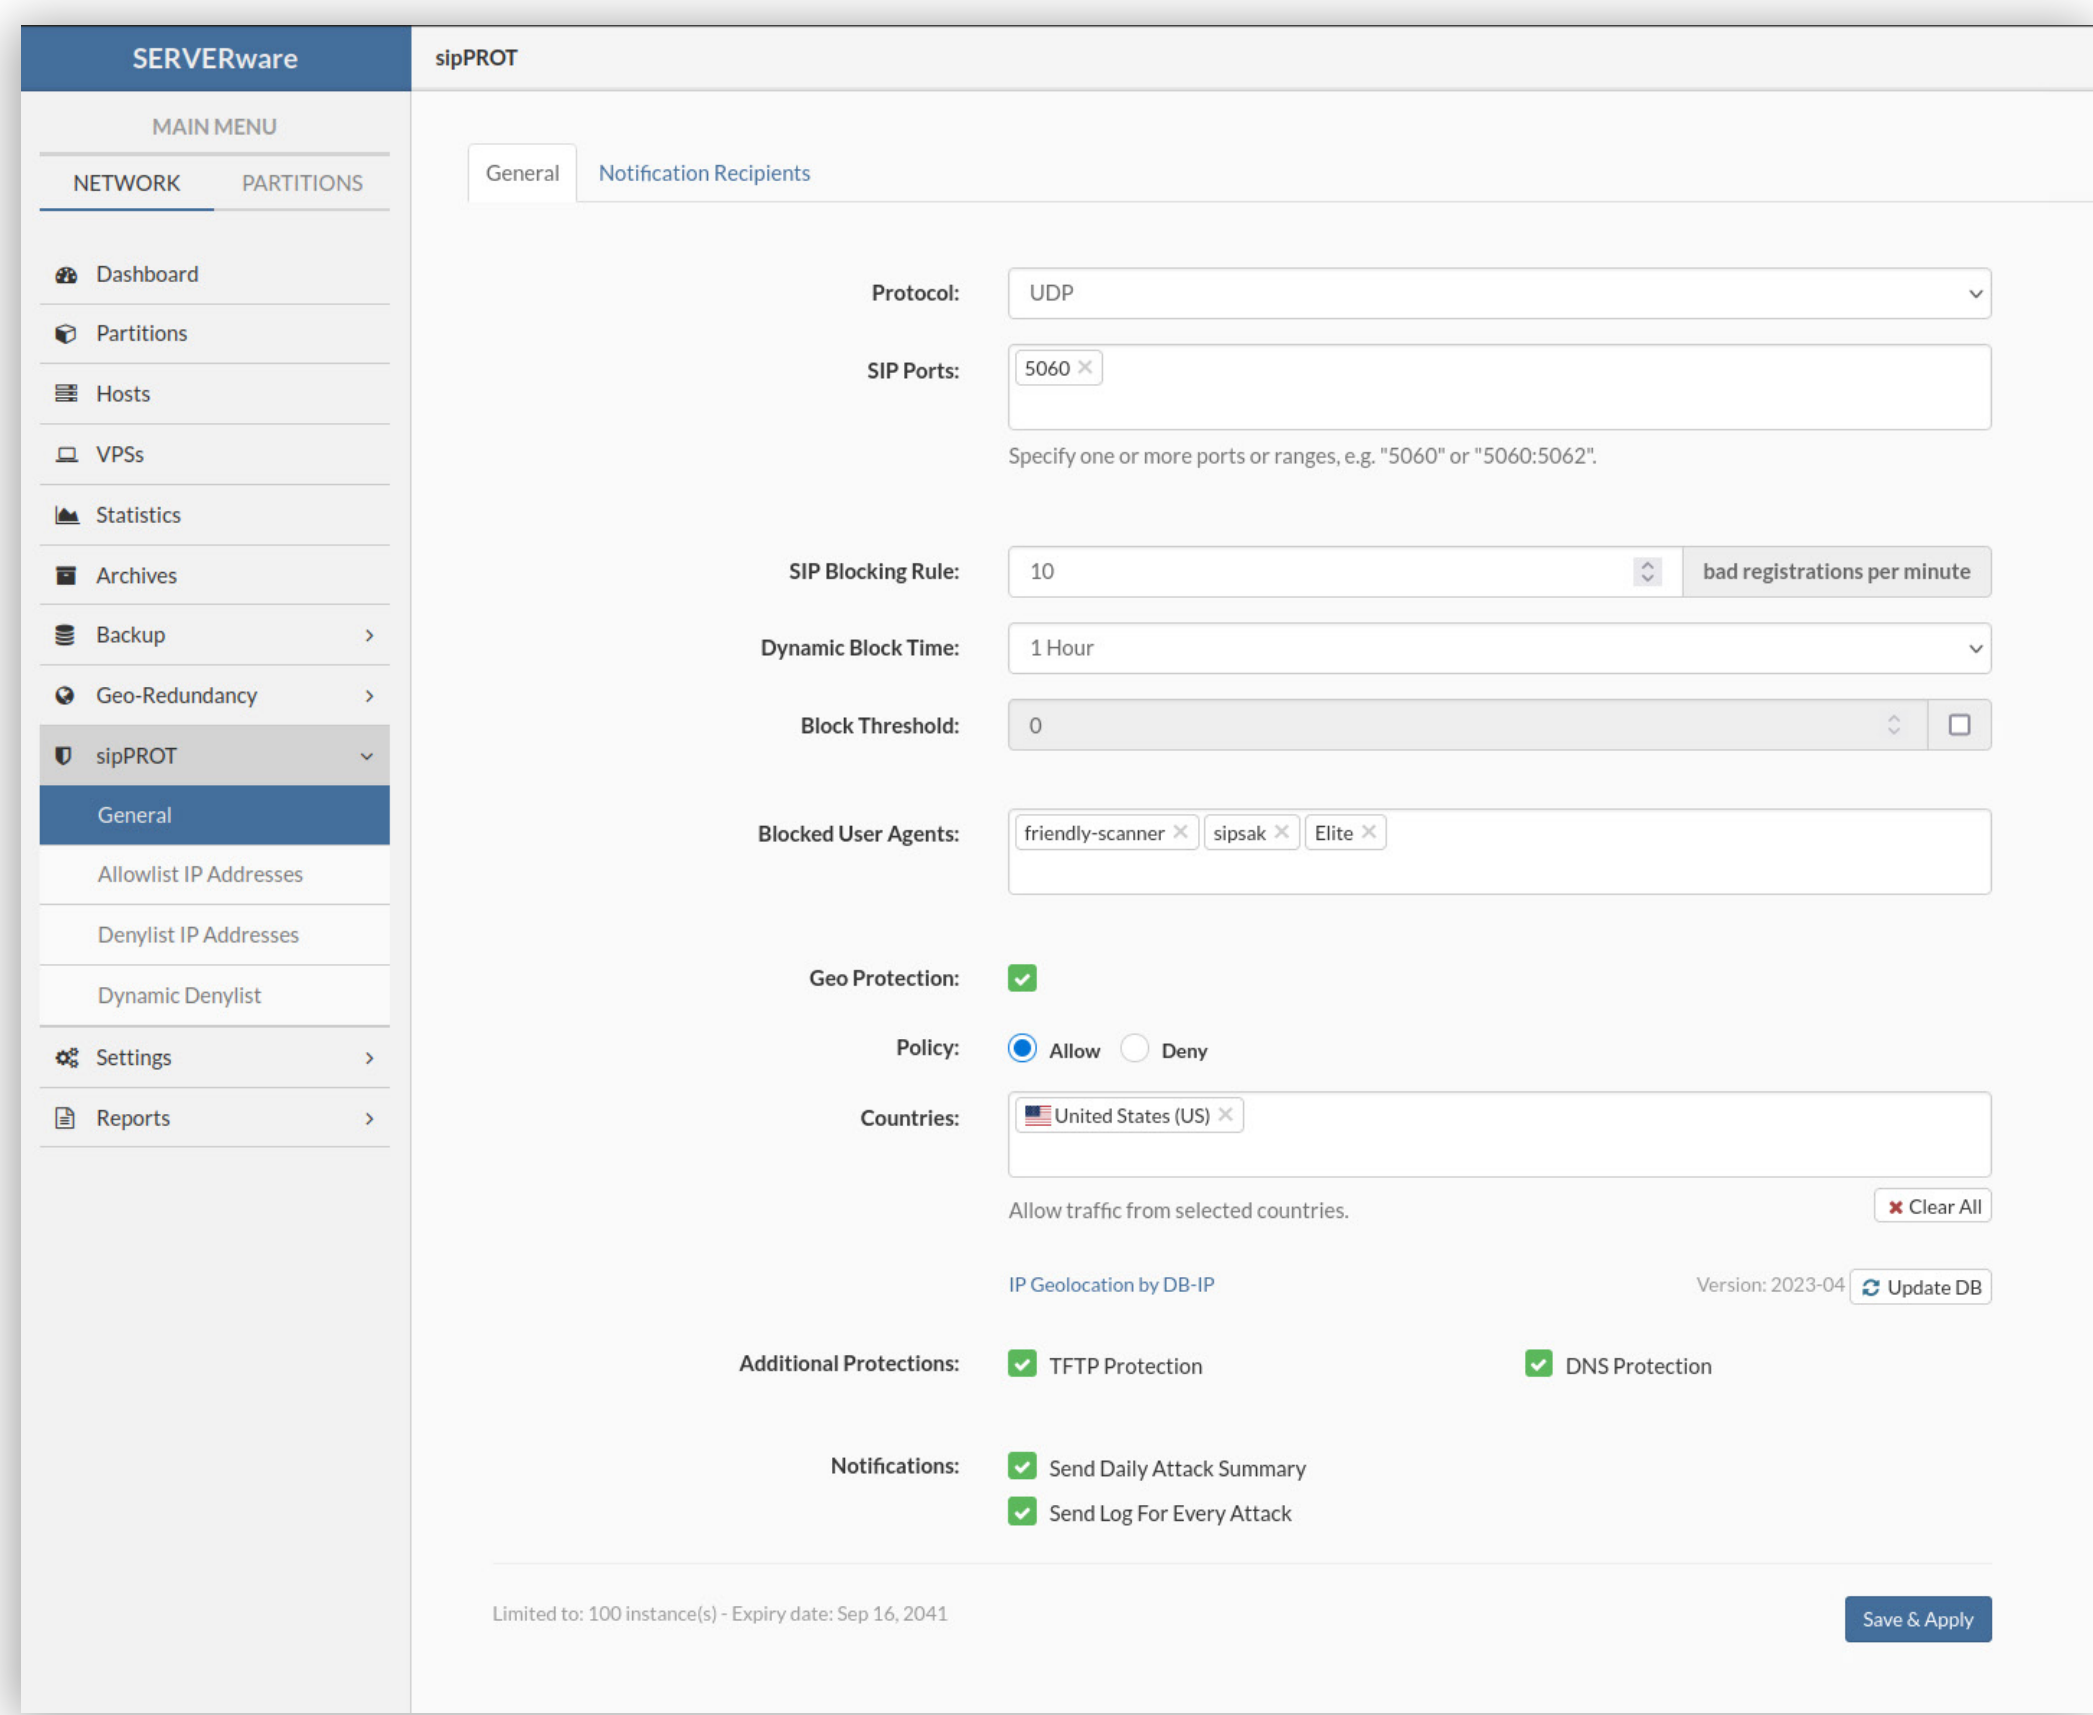 SERVERware
sipPROT
MAIN MENU
NETWORK PARTITIONS
Dashboard
Partitions
Hosts
VPSs
Statistics
Archives
Backup
Geo-Redundancy
sipPROT
General
Allowlist IP Addresses
Denylist IP Addresses
Dynamic Denylist
Settings
Reports
General Notification Recipients
Protocol: UDP
SIP Ports: 5060
Specify one or more ports or ranges, e.g. "5060" or "5060:5062".
SIP Blocking Rule: 10 bad registrations per minute
Dynamic Block Time: 1 Hour
Block Threshold: 0
Blocked User Agents: friendly-scanner sipsak Elite
Geo Protection:
Policy: Allow Deny
Countries: United States (US)
Allow traffic from selected countries. Clear All
IP Geolocation by DB-IP Version: 2023-04 Update DB
Additional Protections: TFTP Protection DNS Protection
Notifications: Send Daily Attack Summary
Send Log For Every Attack
Limited to: 100 instance(s) - Expiry date: Sep 16, 2041
Save & Apply